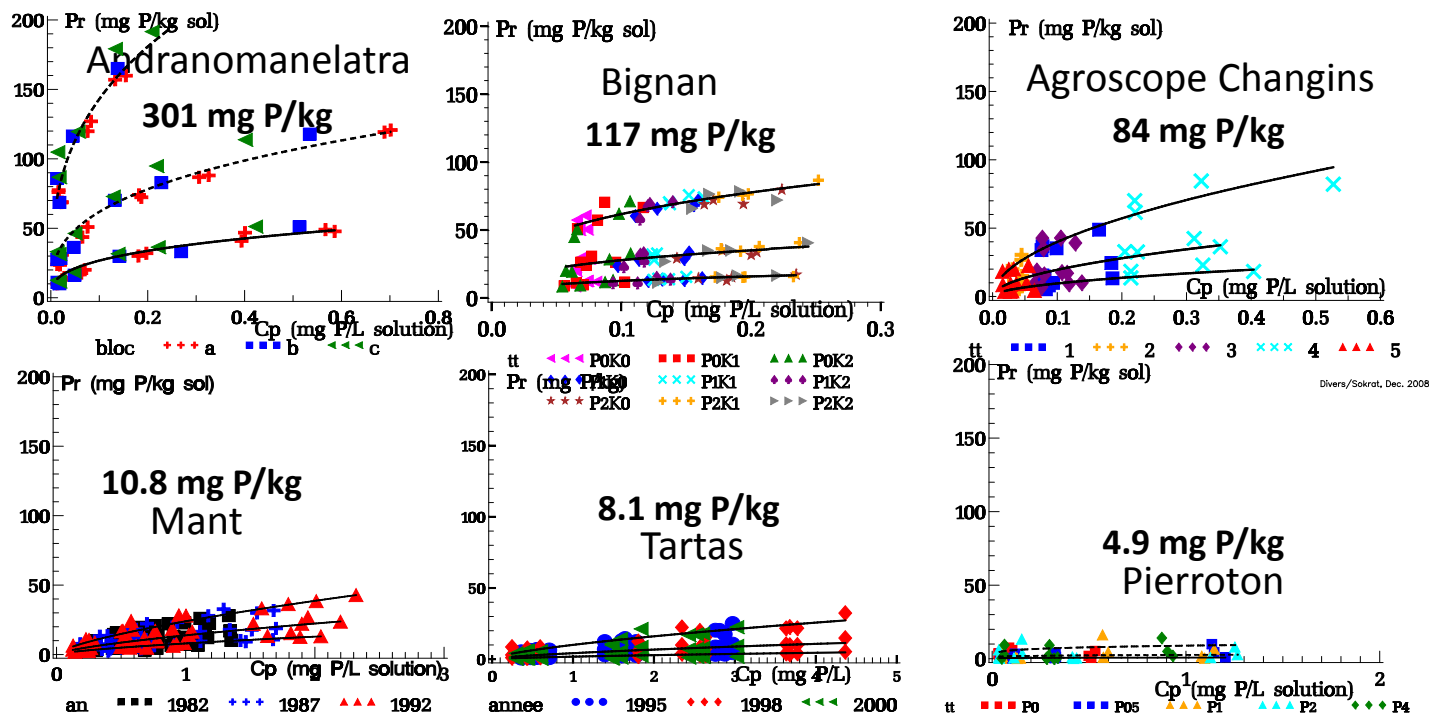 Pr (mg P/kg sol)
Andranomanelatra
301 mg P/kg
200
150
100
50
0
0.0 0.2 0.4 0.6 0.8
Cp (mg P/L solution)
bloc a b c
Pr (mg P/kg sol)
Bignan
117 mg P/kg
200
150
100
50
0
Cp (mg P/L solution)
0.0 0.1 0.2 0.3
tt P0K0 P0K1 P0K2
P1K0 P1K1 P1K2
P2K0 P2K1 P2K2
Pr (mg P/kg sol)
Agroscope Changins
84 mg P/kg
200
150
100
50
0
Cp (mg P/L solution)
0.0 0.1 0.2 0.3 0.4 0.5 0.6
tt 1 2 3 4 5
Divers/Sokrat, Dec. 2008
Pr (mg P/kg sol)
10.8 mg P/kg
Mant
200
150
100
50
0
0 1 3
Cp (mg P/L solution)
an 1982 1987 1992
Pr (mg P/kg)
8.1 mg P/kg
Tartas
200
150
100
50
0
Cp (mg P/L)
0 1 2 3 4 5
annee 1995 1998 2000
Pr (mg P/kg sol)
4.9 mg P/kg
Pierroton
200
150
100
50
0
0 1 2
Cp (mg P/L solution)
tt P0 P05 P1 P2 P4